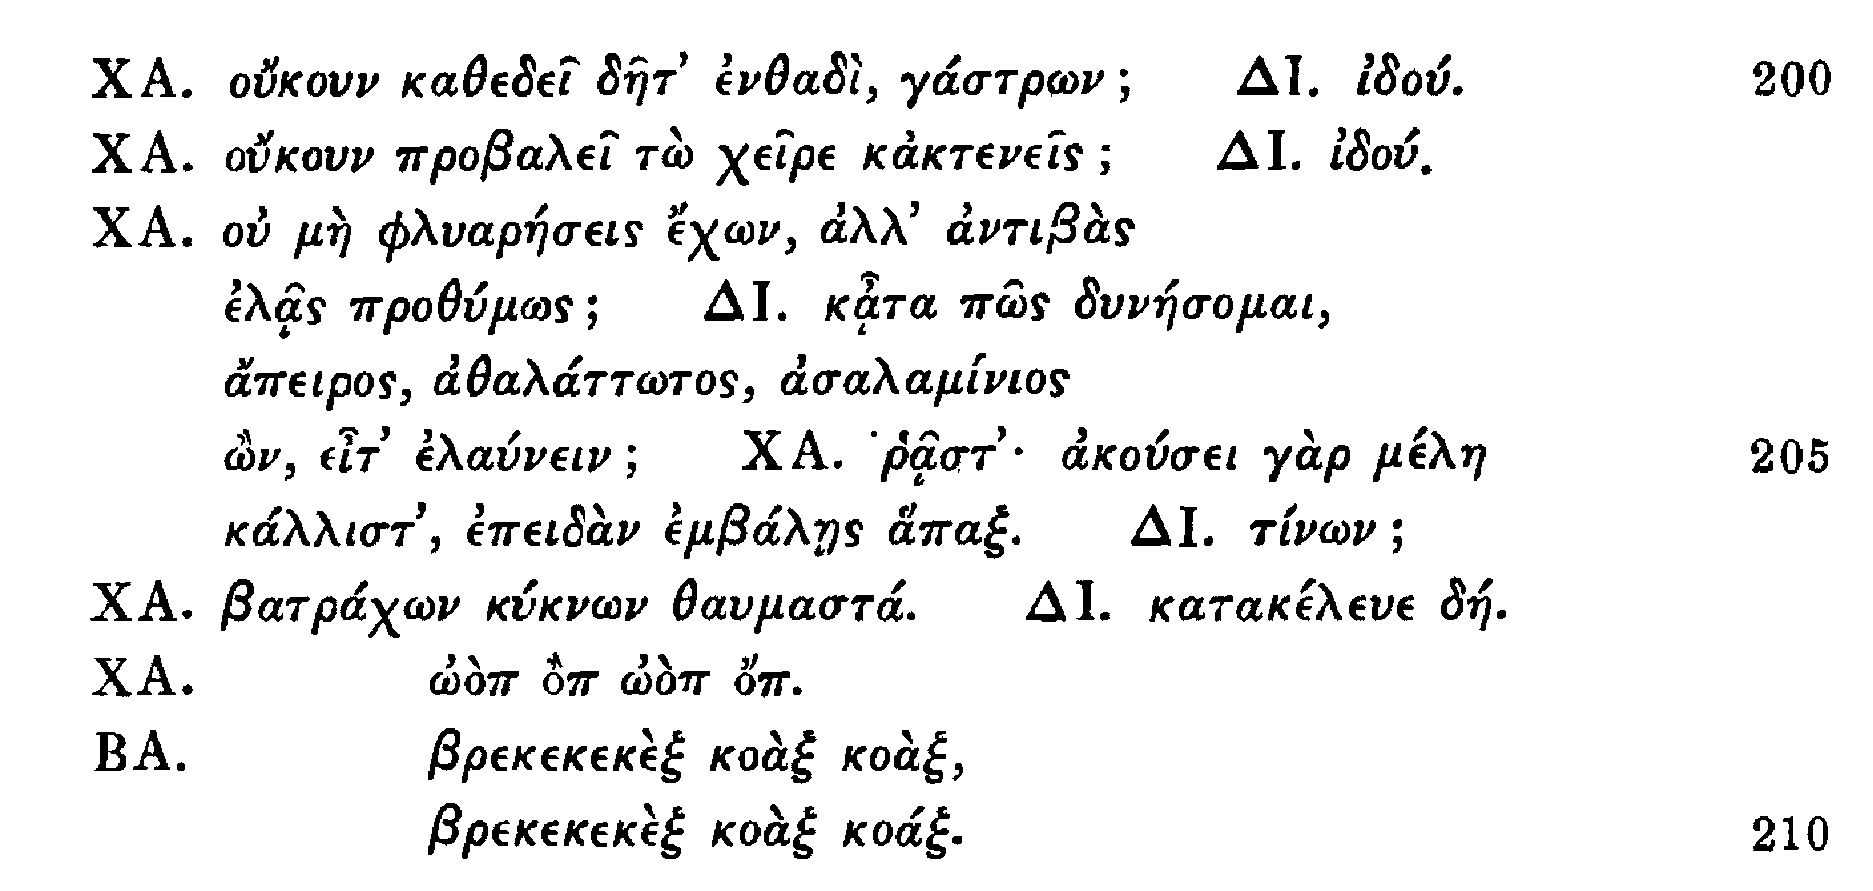 ΧΑ. οὔκουν καθεδεῖ δῆτ’ ἐνθαδὶ, γάστρων; ΔΙ. ἰδού. 200
ΧΑ. οὔκουν προβαλεῖ τὼ χεῖρε κἀκτενεῖς; ΔΙ. ἰδού.
ΧΑ. οὐ μὴ φλυαρήσεις ἔχων, ἀλλ’ ἀντιβὰς
ἐλᾷς προθύμως; ΔΙ. κᾆτα πῶς δυνήσομαι,
ἄπειρος, ἀθαλάττωτος, ἀσαλαμίνιος
ὢν, εἶτ’ ἐλαύνειν; ΧΑ. ῥᾷστ’· ἀκούσει γὰρ μέλη 205
κάλλιστ’, ἐπειδὰν ἐμβάλῃς ἅπαξ. ΔΙ. τίνων;
ΧΑ. βατράχων κύκνων θαυμαστά. ΔΙ. κατακέλευε δή.
ΧΑ. ὠὸπ ὂπ ὠὸπ ὄπ.
ΒΑ. βρεκεκεκὲξ κοὰξ κοὰξ,
βρεκεκεκὲξ κοὰξ κοάξ. 210